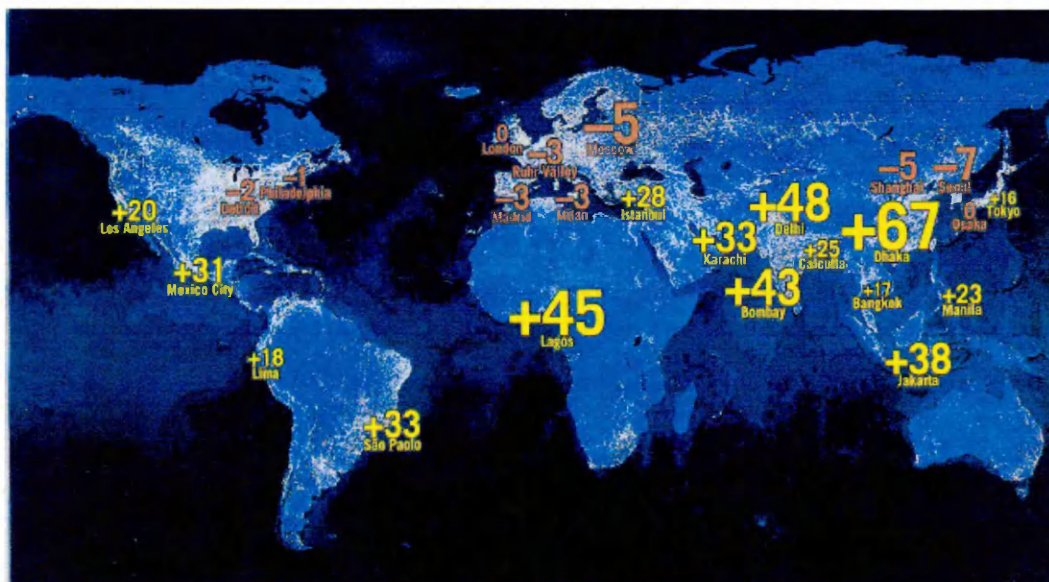 0
London
–5
Moscow
–3
Ruhr Valley
–1
Philadelphia
–2
Detroit
–3
Madrid
–3
Milan
+28
Istanbul
+20
Los Angeles
+31
Mexico City
+18
Lima
+33
São Paolo
+45
Lagos
+33
Karachi
+48
Delhi
+25
Calcutta
+43
Bombay
–5
Shanghai
–7
Seoul
+16
Tokyo
0
Osaka
+67
Dhaka
+17
Bangkok
+23
Manila
+38
Jakarta